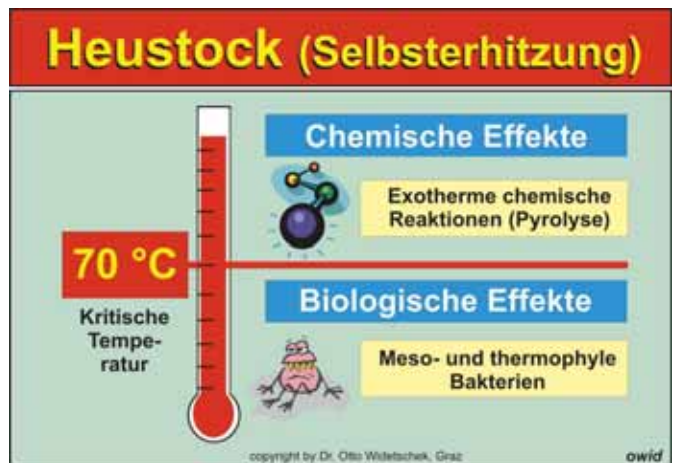 Heustock (Selbsterhitzung)
Chemische Effekte
Exotherme chemische
Reaktionen (Pyrolyse)
70 °C
Kritische
Tempe-
ratur
Biologische Effekte
Meso- und thermophyle
Bakterien
copyright by Dr. Otto Widetschek, Graz
owid